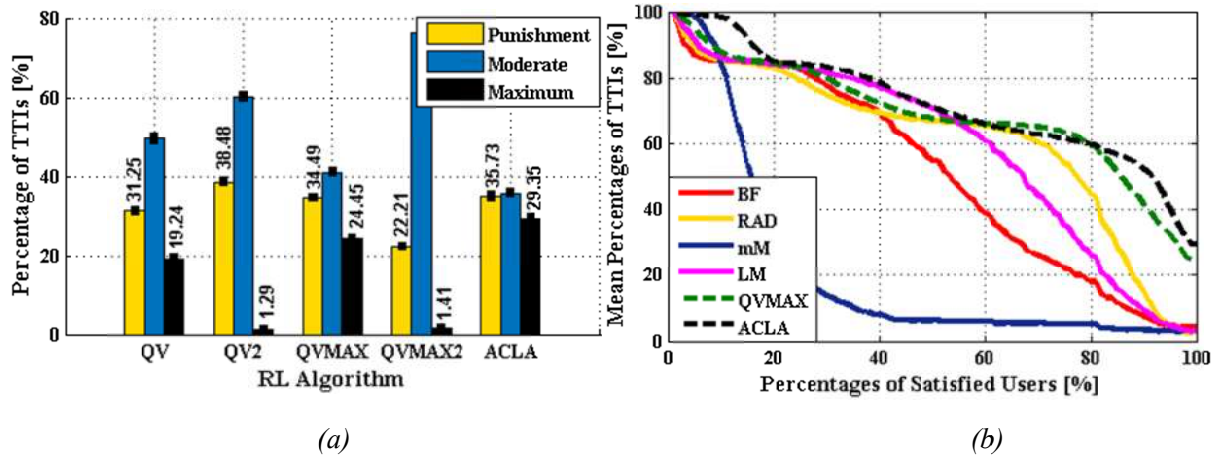 Percentage of TTIs [%]
80
60
40
20
0
Punishment
Moderate
Maximum
31.25
19.24
38.48
1.29
34.49
24.45
22.21
1.41
35.73
29.35
QV
QV2
QVMAX
QVMAX2
ACLA
RL Algorithm
(a)
Mean Percentages of TTIs [%]
100
80
60
40
20
0
BF
RAD
mM
LM
QVMAX
ACLA
0
20
40
60
80
100
Percentages of Satisfied Users [%]
(b)